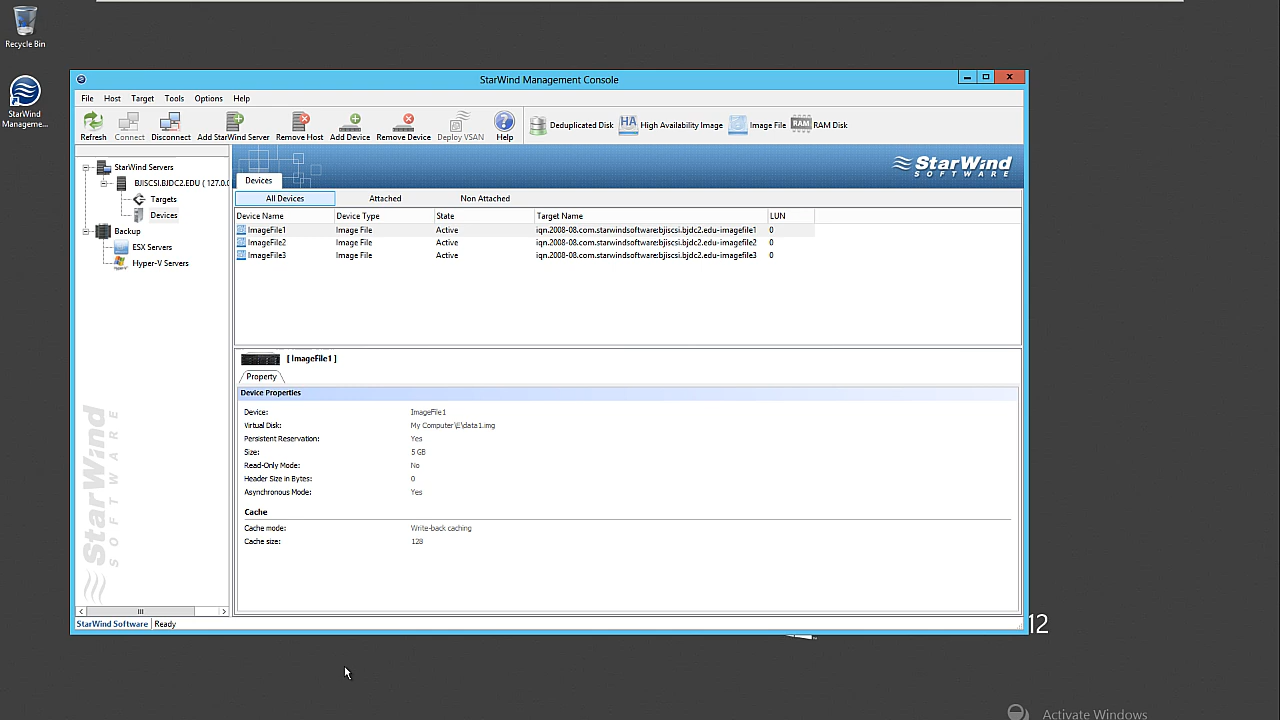 Recycle Bin
StarWind
Manageme...
StarWind Management Console
File Host Target Tools Options Help
Refresh Connect Disconnect Add StarWind Server Remove Host Add Device Remove Device Deploy VSAN Help Deduplicated Disk HA High Availability Image Image File RAM RAM Disk
StarWind Servers
BJISCSI.BJDC2.EDU ( 127.0.0
Targets
Devices
Backup
ESX Servers
Hyper-V Servers
StarWind
SOFTWARE
Devices
StarWind
SOFTWARE
All Devices Attached Non Attached
Device Name Device Type State Target Name LUN
ImageFile1 Image File Active iqn.2008-08.com.starwindsoftware:bjiscsi.bjdc2.edu-imagefile1 0
ImageFile2 Image File Active iqn.2008-08.com.starwindsoftware:bjiscsi.bjdc2.edu-imagefile2 0
ImageFile3 Image File Active iqn.2008-08.com.starwindsoftware:bjiscsi.bjdc2.edu-imagefile3 0
[ ImageFile1 ]
Property
Device Properties
Device: ImageFile1
Virtual Disk: My Computer\E\data1.img
Persistent Reservation: Yes
Size: 5 GB
Read-Only Mode: No
Header Size in Bytes: 0
Asynchronous Mode: Yes
Cache
Cache mode: Write-back caching
Cache size: 128
StarWind Software Ready
12
Activate Windows